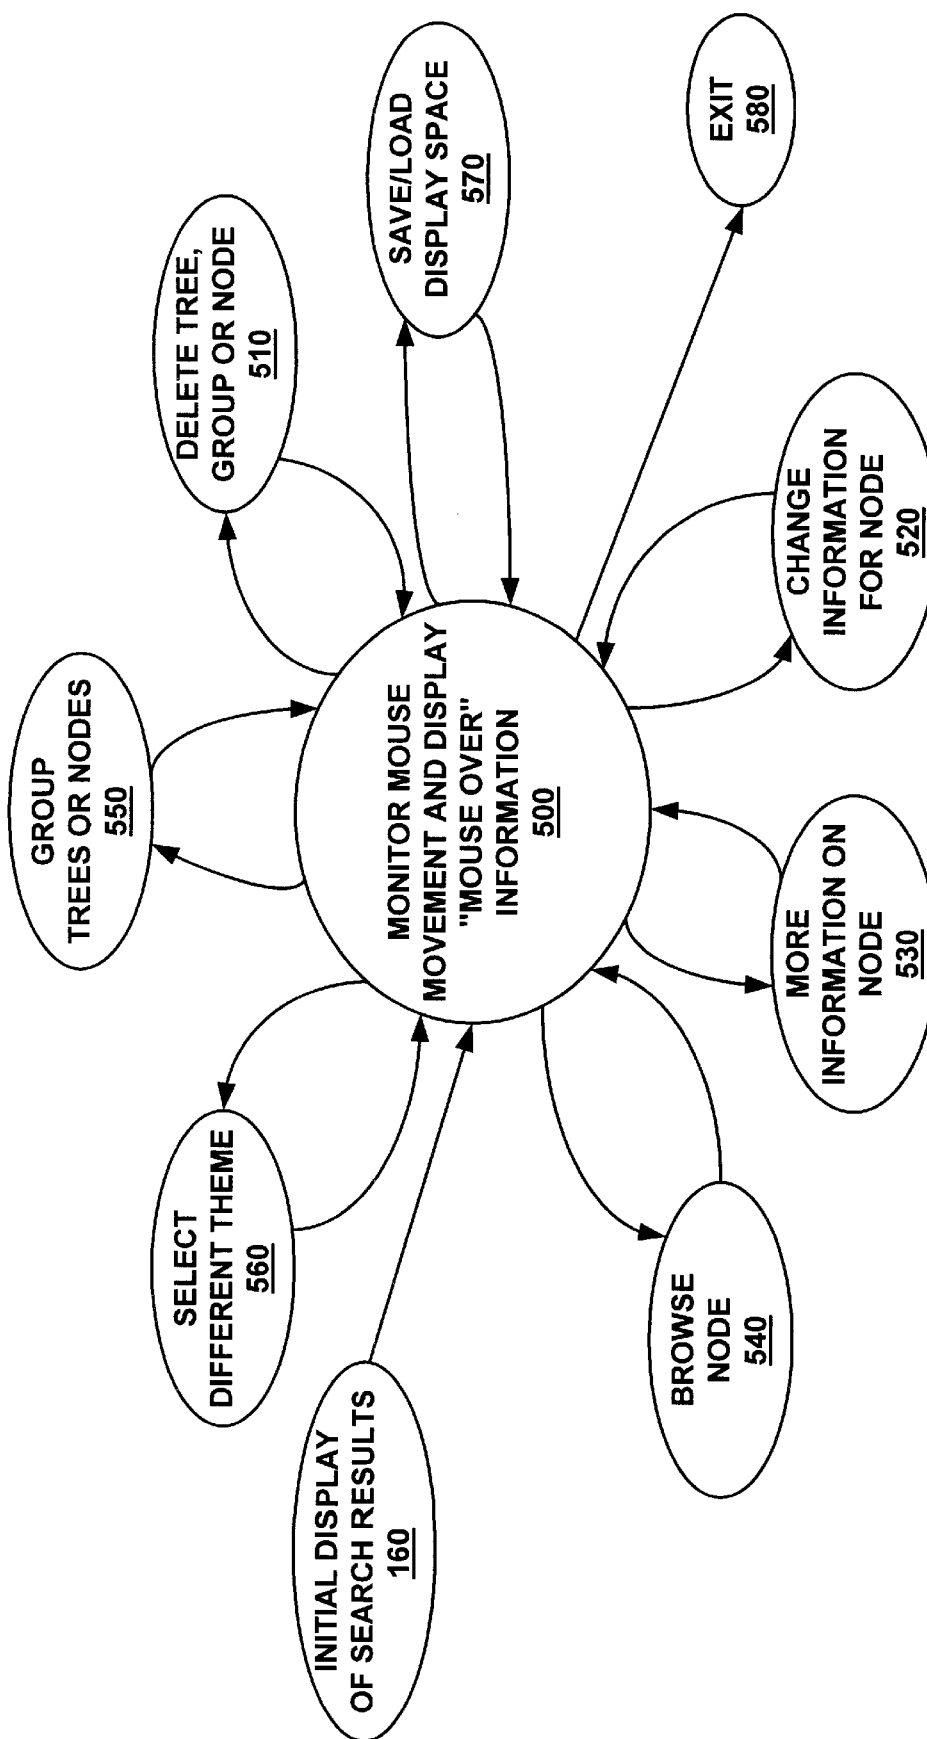 GROUP
TREES OR NODES
550
DELETE TREE,
GROUP OR NODE
510
SELECT
DIFFERENT THEME
560
SAVE/LOAD
DISPLAY SPACE
570
INITIAL DISPLAY
OF SEARCH RESULTS
160
MONITOR MOUSE
MOVEMENT AND DISPLAY
"MOUSE OVER"
INFORMATION
500
EXIT
580
BROWSE
NODE
540
MORE
INFORMATION ON
NODE
530
CHANGE
INFORMATION
FOR NODE
520